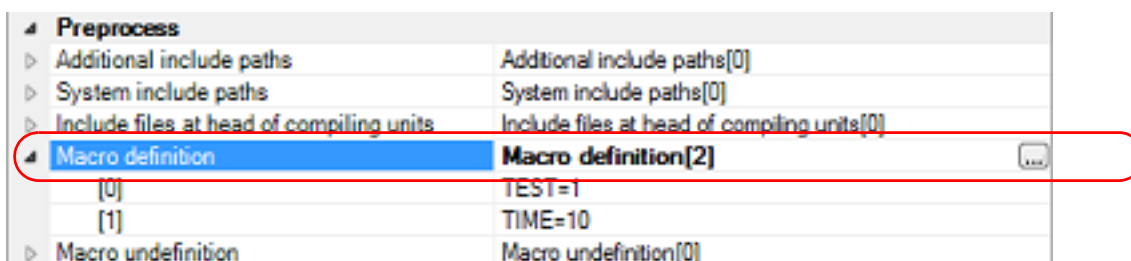 Preprocess
Additional include paths Additional include paths[0]
System include paths System include paths[0]
Include files at head of compiling units Include files at head of compiling units[0]
Macro definition Macro definition[2] ...
[0] TEST=1
[1] TIME=10
Macro undefinition Macro undefinition[0]